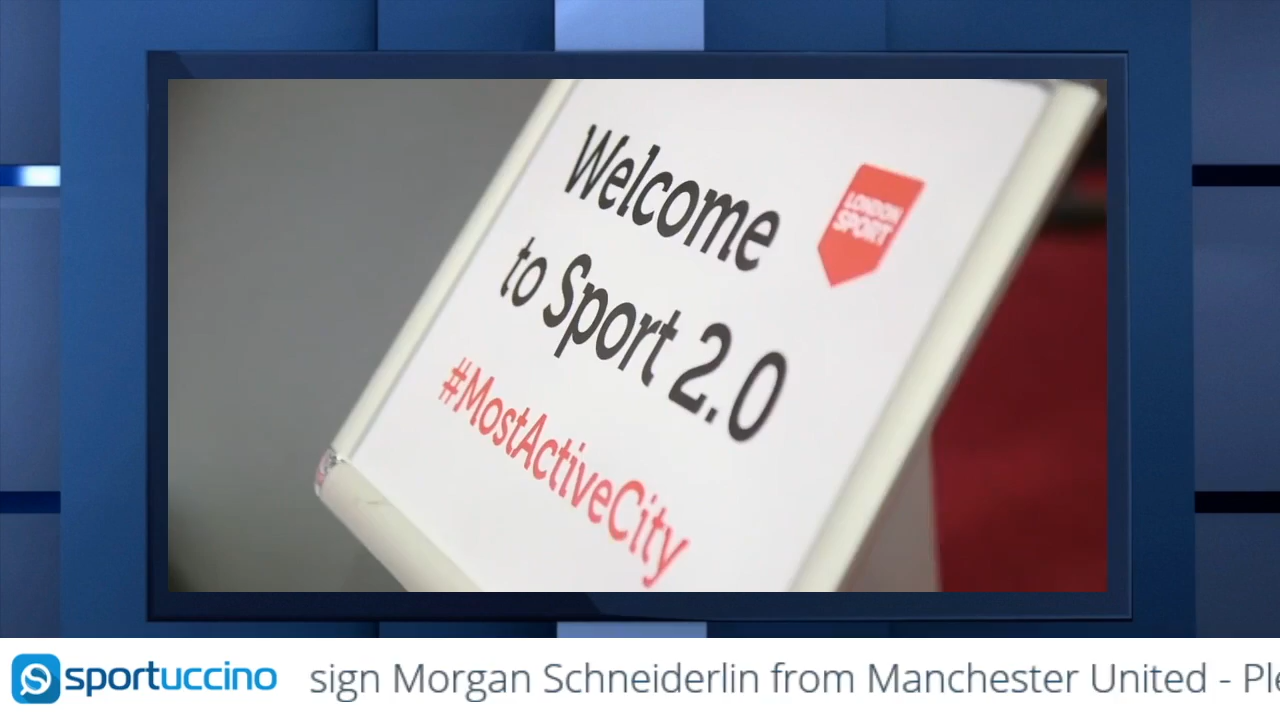 Welcome
to Sport 2.0
#MostActiveCity
LONDON
SPORT
sportuccino
sign Morgan Schneiderlin from Manchester United - Ple